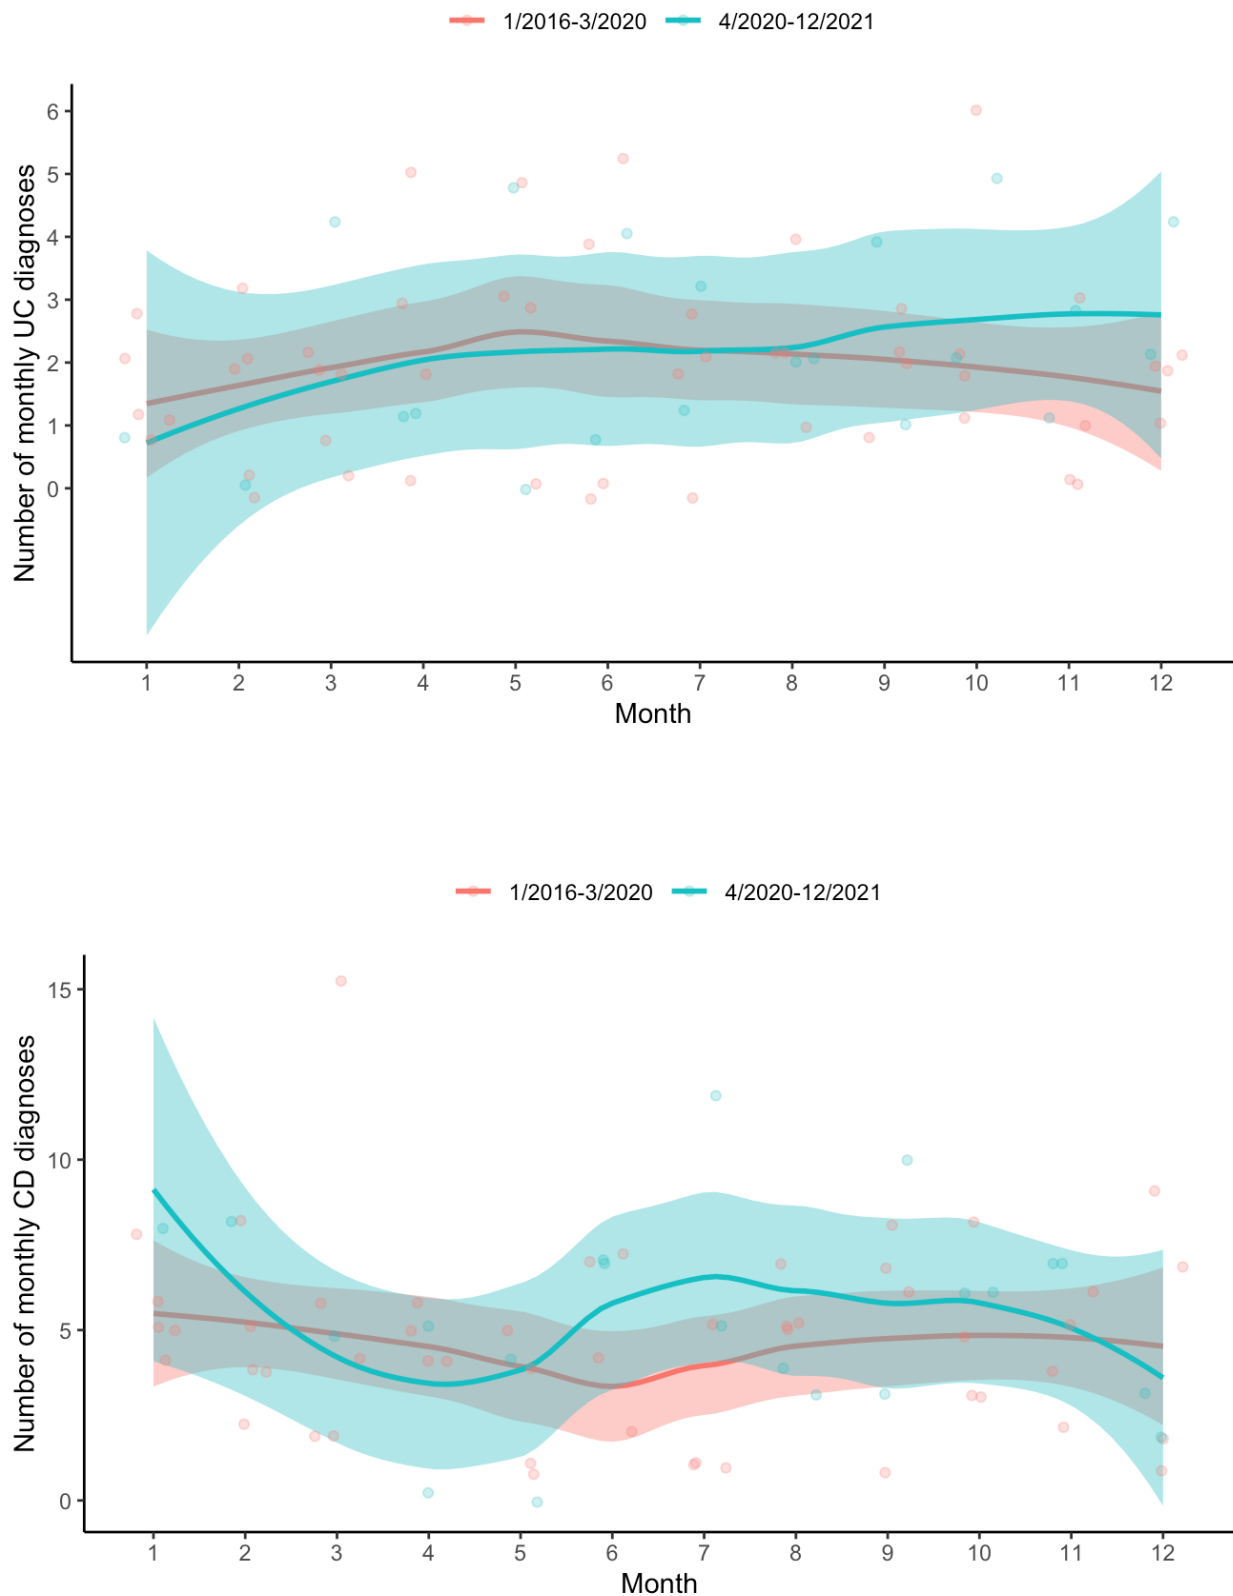 1/2016-3/2020 4/2020-12/2021
Number of monthly UC diagnoses
6
5
4
3
2
1
0
1 2 3 4 5 6 7 8 9 10 11 12
Month
1/2016-3/2020 4/2020-12/2021
Number of monthly CD diagnoses
15
10
5
0
1 2 3 4 5 6 7 8 9 10 11 12
Month